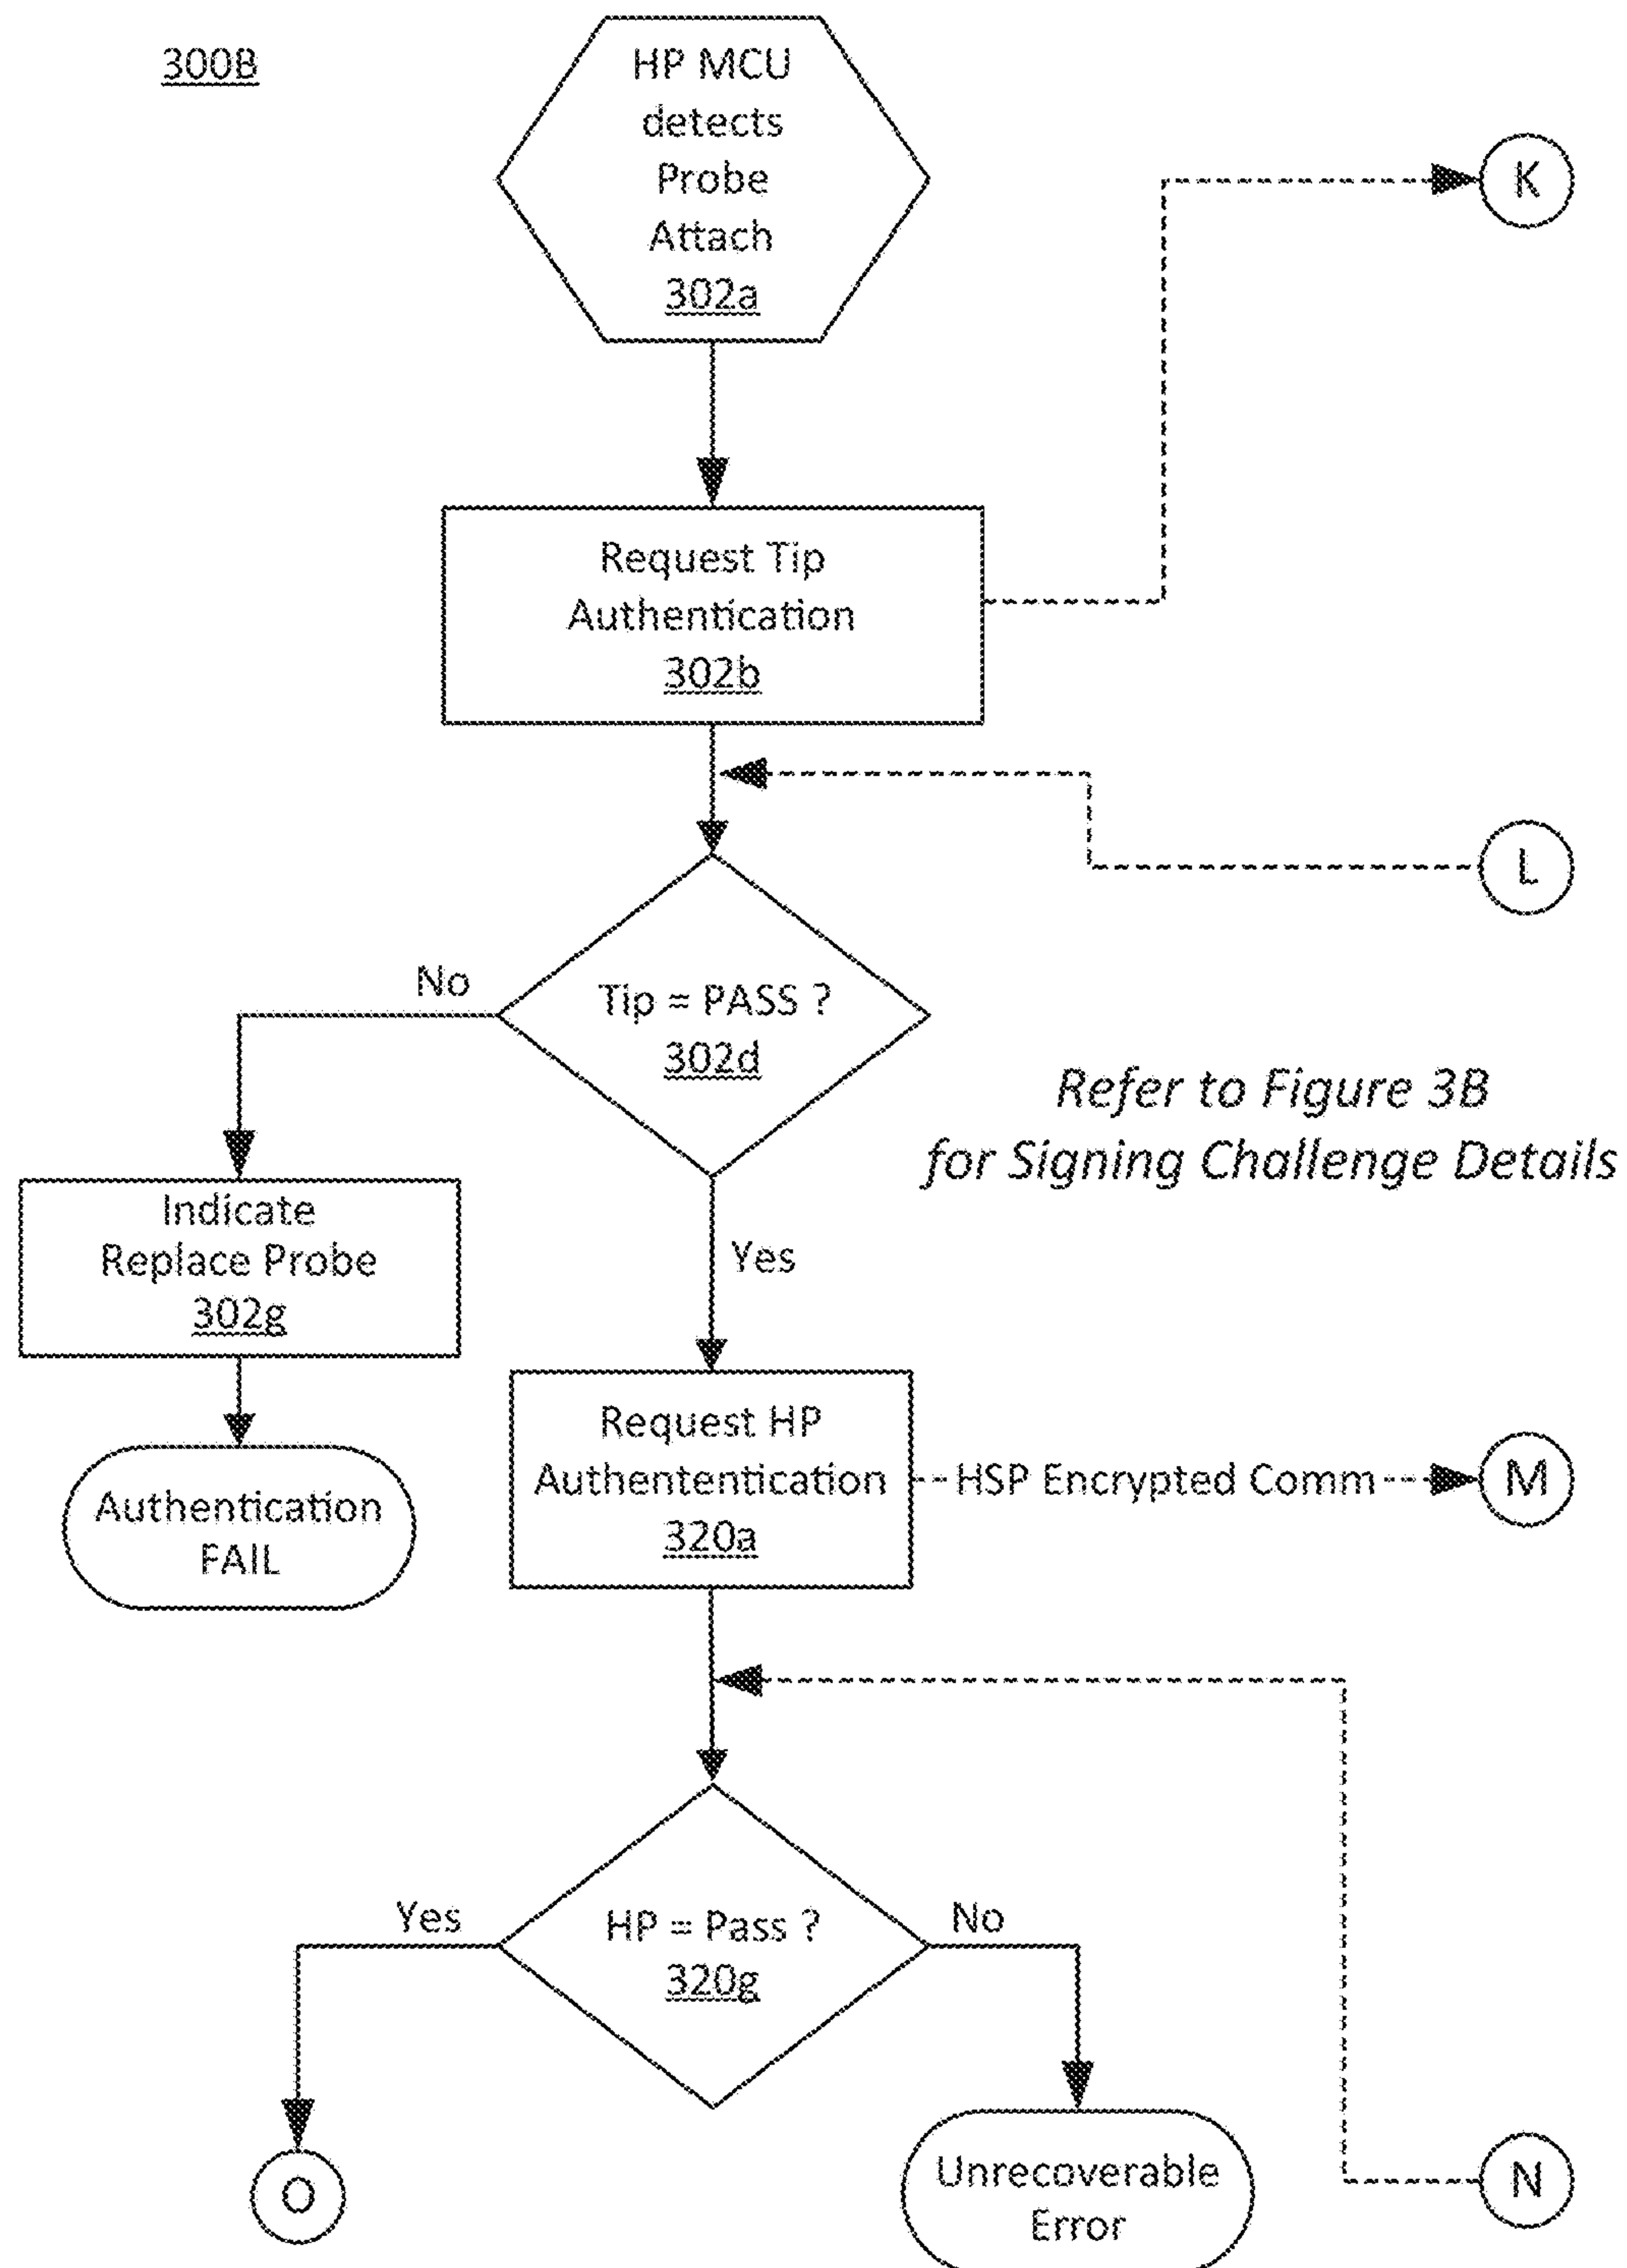 300B
HP MCU
detects
Probe
Attach
302a
K
Request Tip
Authentication
302b
L
No
Tip = PASS ?
302d
Refer to Figure 3B
for Signing Challenge Details
Indicate
Replace Probe
302g
Yes
Authentication
FAIL
Request HP
Authententication
320a
HSP Encrypted Comm
M
Yes
HP = Pass ?
320g
No
O
Unrecoverable
Error
N